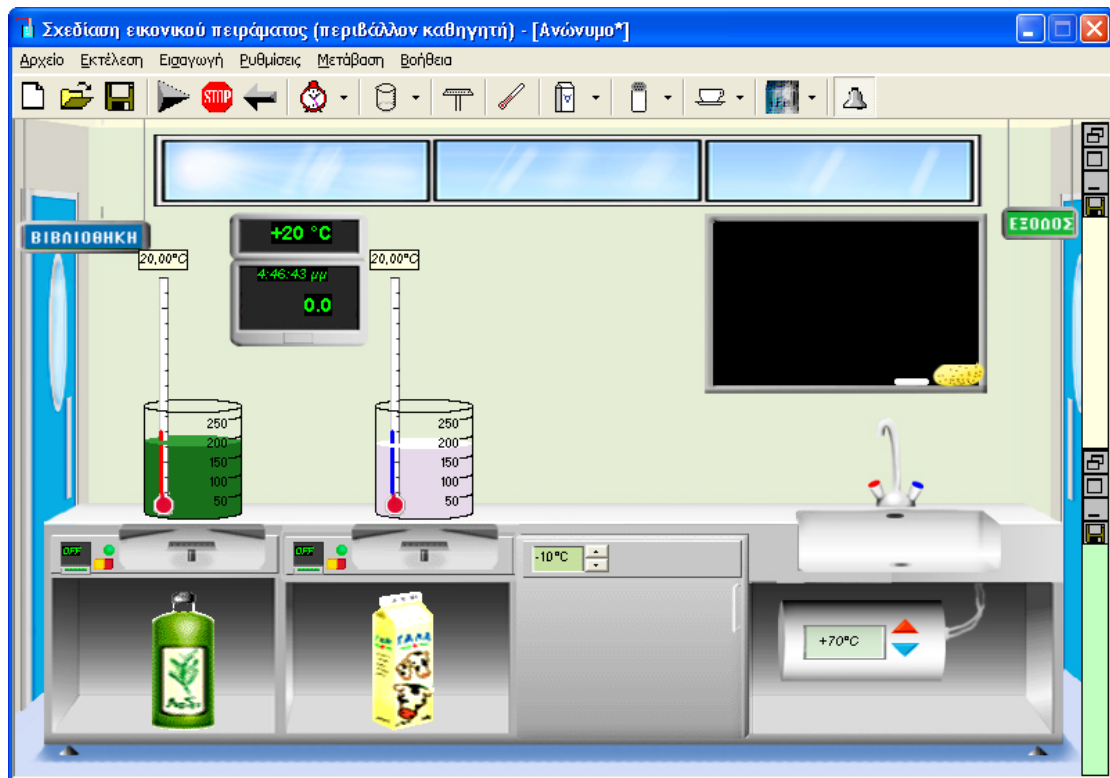 Σχεδίαση εικονικού πειράματος (περιβάλλον καθηγητή) - [Ανώνυμο*]
Αρχείο Εκτέλεση Εισαγωγή Ρυθμίσεις Μετάβαση Βοήθεια
STOP
ΒΙΒΛΙΟΘΗΚΗ
+20 °C
ΕΞΟΔΟΣ
20,00°C
20,00°C
4:46:43 μμ
0.0
250
200
150
100
50
250
200
150
100
50
OFF
OFF
-10°C
ΓΑΛΑ
+70°C
Λάδι